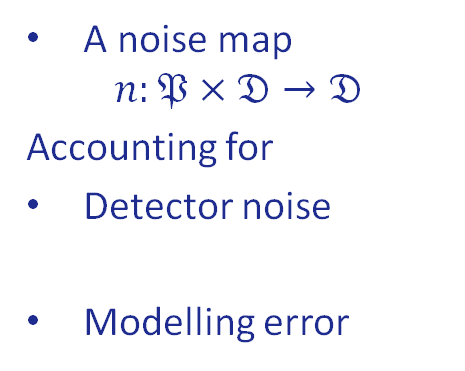 • A noise map
𝑛: 𝔓 × 𝔇 → 𝔇
Accounting for
• Detector noise
• Modelling error